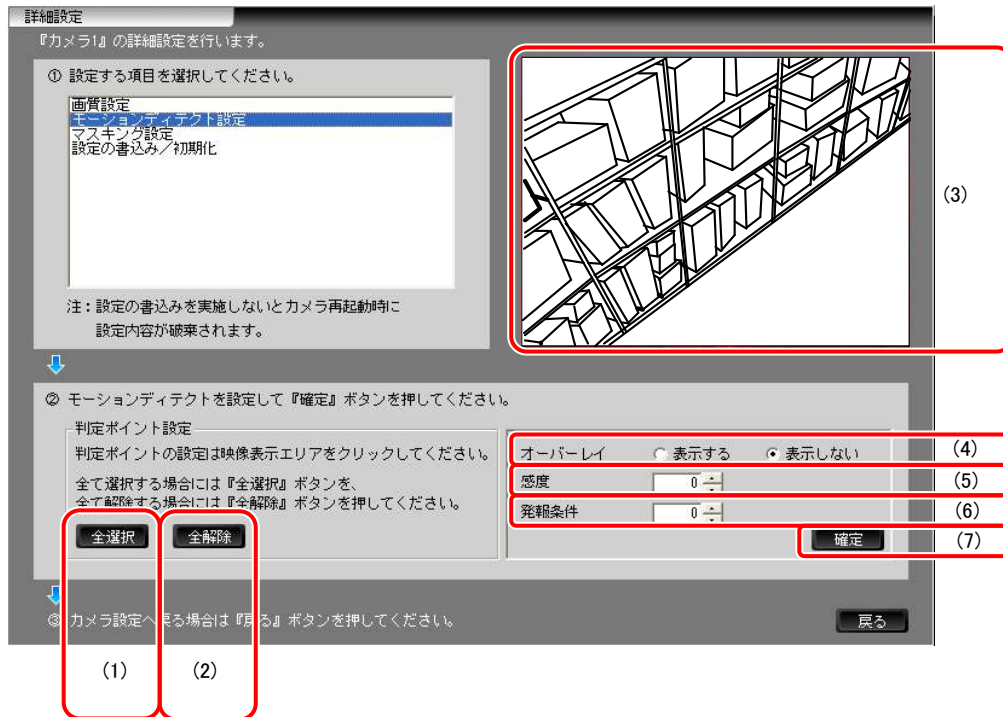 詳細設定
『カメラ1』の詳細設定を行います。
① 設定する項目を選択してください。
画質設定
モーションディテクト設定
マスキング設定
設定の書込み／初期化
注：設定の書込みを実施しないとカメラ再起動時に
設定内容が破棄されます。
(3)
② モーションディテクトを設定して『確定』ボタンを押してください。
判定ポイント設定
判定ポイントの設定は映像表示エリアをクリックしてください。
全て選択する場合には『全選択』ボタンを、
全て解除する場合には『全解除』ボタンを押してください。
全選択 全解除
オーバーレイ 表示する 表示しない (4)
感度 0 (5)
発報条件 0 (6)
確定 (7)
③ カメラ設定へ戻る場合は『戻る』ボタンを押してください。
戻る
(1) (2)